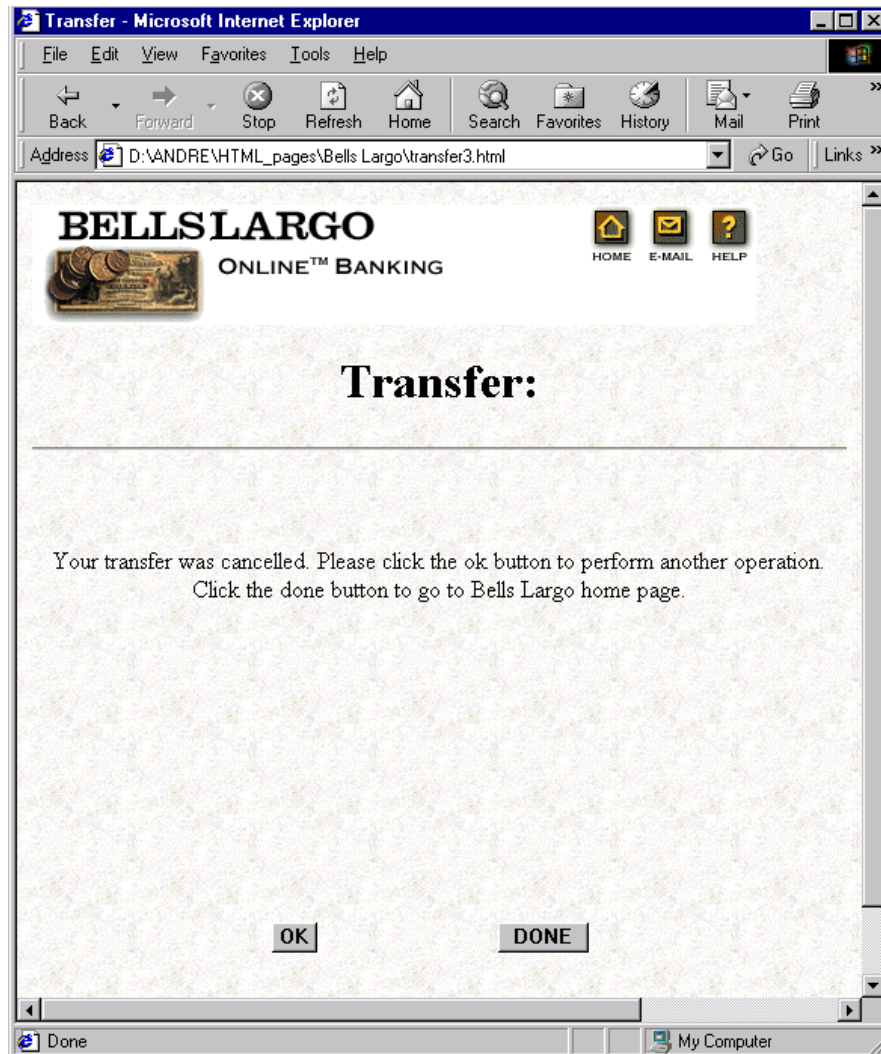 Transfer - Microsoft Internet Explorer
File Edit View Favorites Tools Help
Back Forward Stop Refresh Home Search Favorites History Mail Print »
Address D:\ANDRE\HTML_pages\Bells Largo\transfer3.html Go Links »
BELLS LARGO
ONLINE™ BANKING
HOME E-MAIL HELP
Transfer:
Your transfer was cancelled. Please click the ok button to perform another operation.
Click the done button to go to Bells Largo home page.
OK DONE
Done My Computer